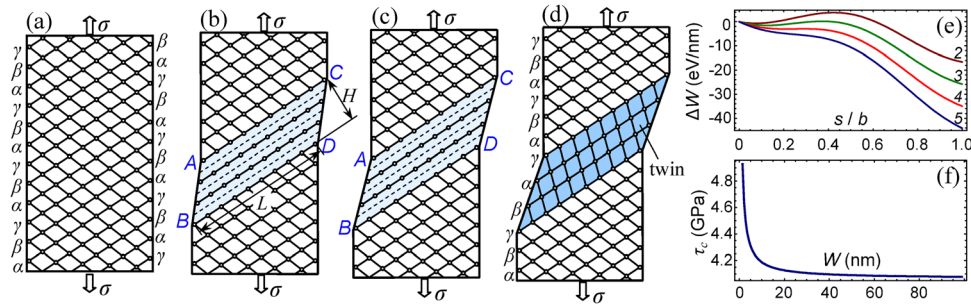 (a)
σ
γ
β
α
γ
β
α
γ
β
α
γ
β
α
γ
β
α
β
α
γ
β
α
γ
β
α
γ
β
α
γ
β
α
γ
σ
(b)
σ
C
H
A
D
L
B
σ
(c)
σ
C
A
D
B
σ
(d)
σ
α
γ
β
α
γ
β
α
γ
α
β
γ
β
α
twin
σ
(e)
ΔW (eV/nm)
0
-10
-20
-30
-40
2
3
4
5
s / b
0 0.2 0.4 0.6 0.8 1.0
(f)
τc (GPa)
4.8
4.6
4.4
4.2
W (nm)
0 20 40 60 80 100